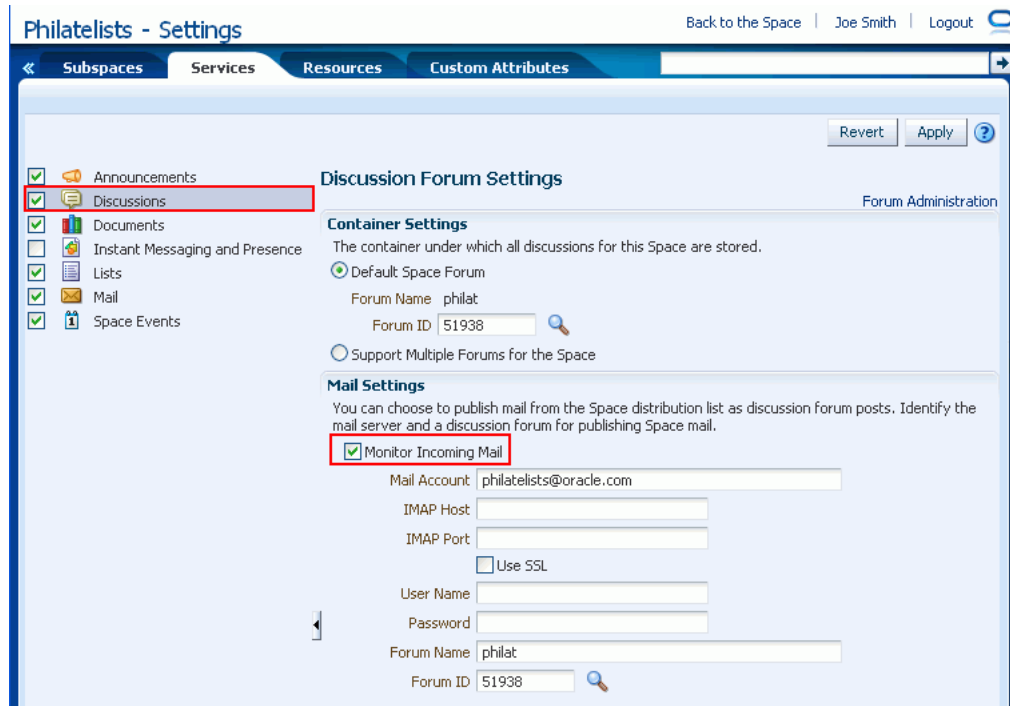 Philatelists - Settings
Back to the Space | Joe Smith | Logout
« Subspaces Services Resources Custom Attributes
Revert Apply ?
Announcements
Discussions
Documents
Instant Messaging and Presence
Lists
Mail
Space Events
Discussion Forum Settings
Forum Administration
Container Settings
The container under which all discussions for this Space are stored.
Default Space Forum
Forum Name philat
Forum ID 51938
Support Multiple Forums for the Space
Mail Settings
You can choose to publish mail from the Space distribution list as discussion forum posts. Identify the
mail server and a discussion forum for publishing Space mail.
Monitor Incoming Mail
Mail Account philatelists@oracle.com
IMAP Host
IMAP Port
Use SSL
User Name
Password
Forum Name philat
Forum ID 51938